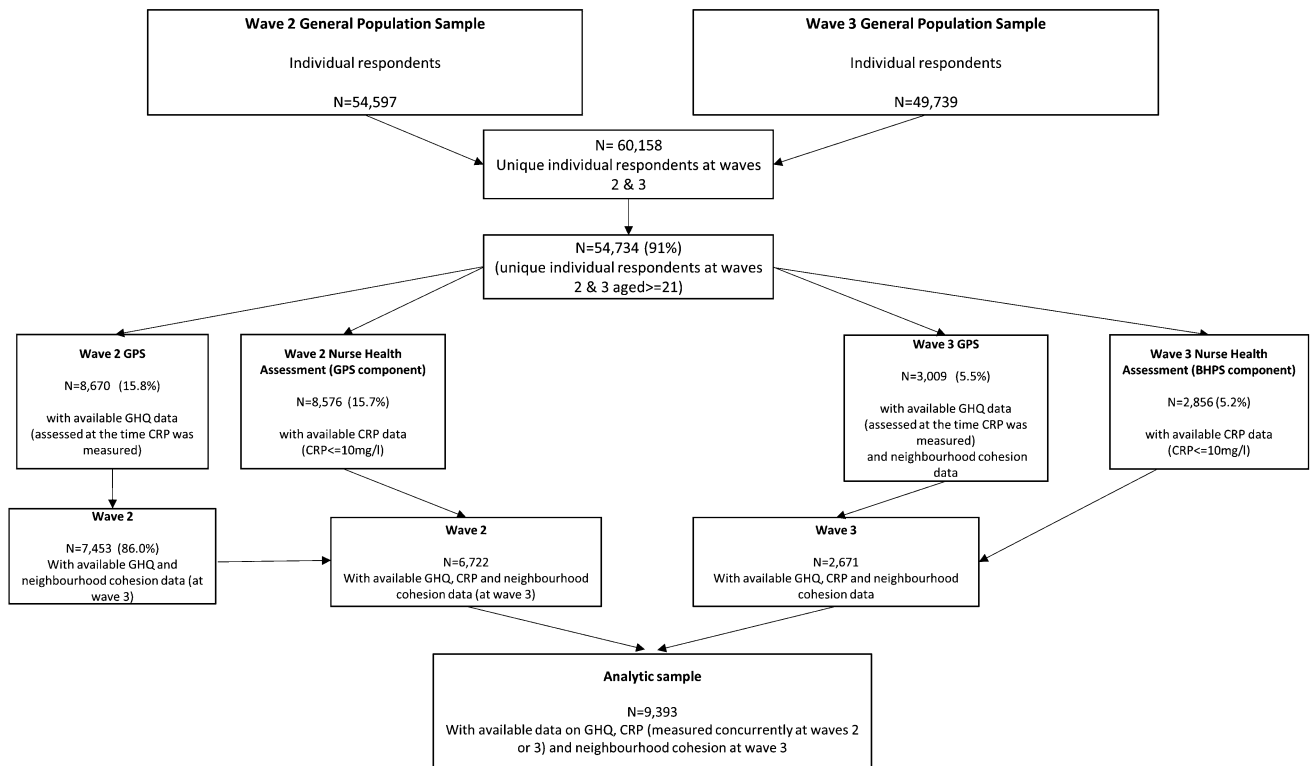 Wave 2 General Population Sample
Individual respondents
N=54,597
Wave 3 General Population Sample
Individual respondents
N=49,739
N= 60,158
Unique individual respondents at waves
2 & 3
N=54,734 (91%)
(unique individual respondents at waves
2 & 3 aged>=21)
Wave 2 GPS
N=8,670 (15.8%)
with available GHQ data
(assessed at the time CRP was
measured)
Wave 2 Nurse Health
Assessment (GPS component)
N=8,576 (15.7%)
with available CRP data
(CRP<=10mg/l)
Wave 3 GPS
N=3,009 (5.5%)
with available GHQ data
(assessed at the time CRP was
measured)
and neighbourhood cohesion
data
Wave 3 Nurse Health
Assessment (BHPS component)
N=2,856 (5.2%)
with available CRP data
(CRP<=10mg/l)
Wave 2
N=7,453 (86.0%)
With available GHQ and
neighbourhood cohesion data (at
wave 3)
Wave 2
N=6,722
With available GHQ, CRP and neighbourhood
cohesion data (at wave 3)
Wave 3
N=2,671
With available GHQ, CRP and neighbourhood
cohesion data
Analytic sample
N=9,393
With available data on GHQ, CRP (measured concurrently at waves 2
or 3) and neighbourhood cohesion at wave 3